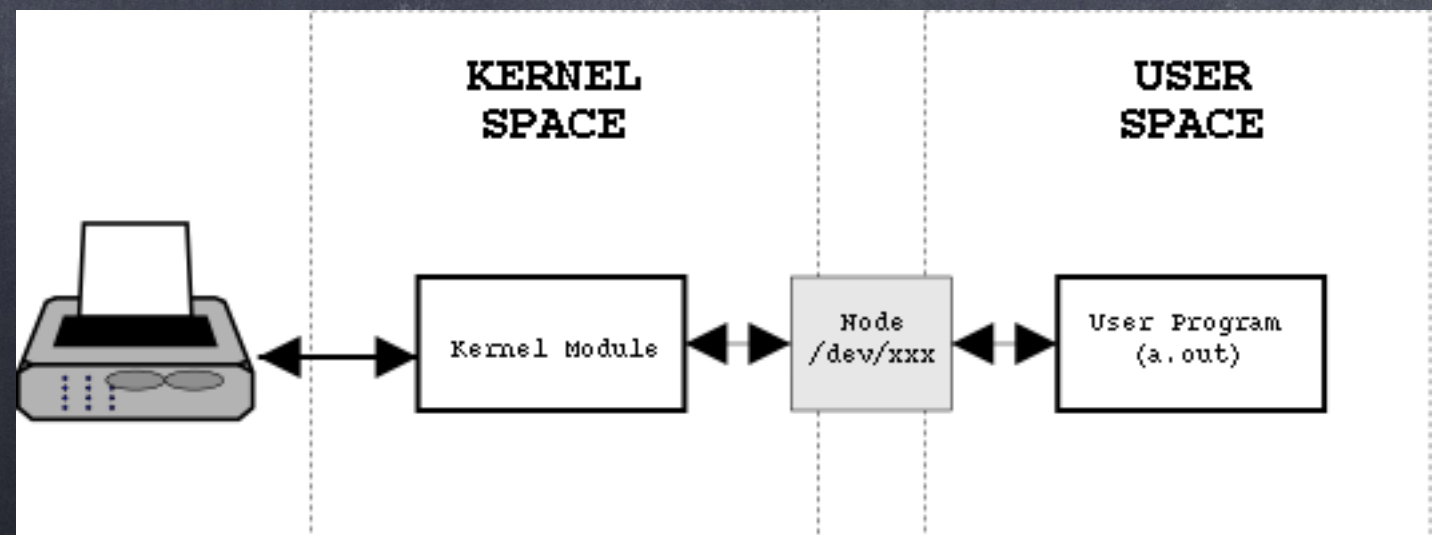 KERNEL
SPACE
USER
SPACE
Kernel Module
Node
/dev/xxx
User Program
(a.out)